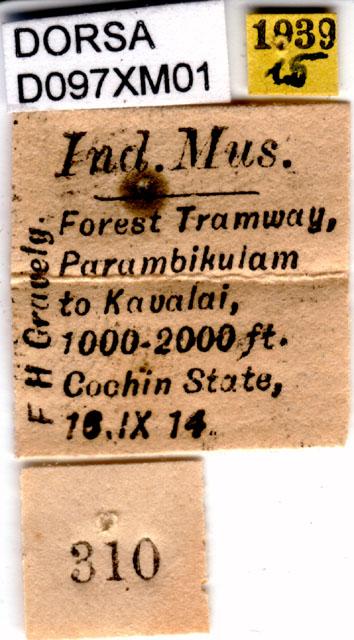 DORSA
D097XM01
1939
15
Ind. Mus.
Forest Tramway,
Parambikulam
to Kavalai,
1000-2000 ft.
Cochin State,
16.IX 14.
F H Gravely.
310